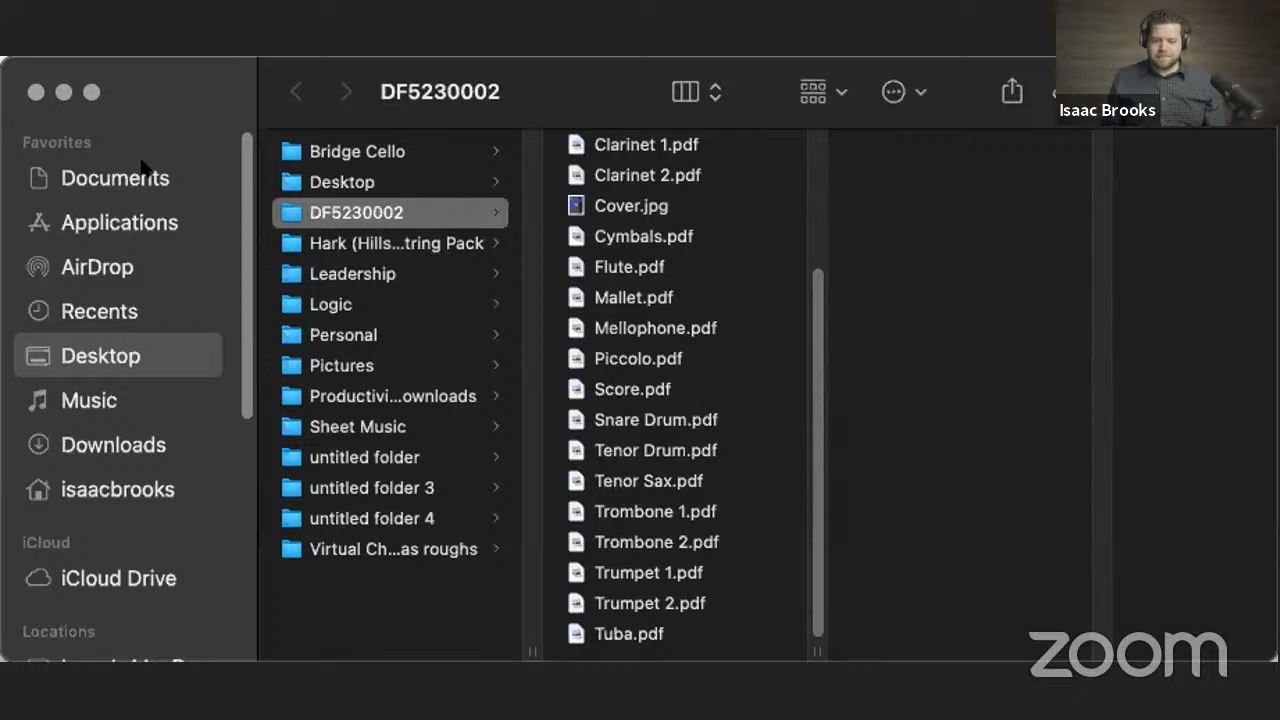 DF5230002
Isaac Brooks
Favorites
Documents
Applications
AirDrop
Recents
Desktop
Music
Downloads
isaacbrooks
iCloud
iCloud Drive
Locations
Bridge Cello
Desktop
DF5230002
Hark (Hills...tring Pack
Leadership
Logic
Personal
Pictures
Productivi...ownloads
Sheet Music
untitled folder
untitled folder 3
untitled folder 4
Virtual Ch...as roughs
Clarinet 1.pdf
Clarinet 2.pdf
Cover.jpg
Cymbals.pdf
Flute.pdf
Mallet.pdf
Mellophone.pdf
Piccolo.pdf
Score.pdf
Snare Drum.pdf
Tenor Drum.pdf
Tenor Sax.pdf
Trombone 1.pdf
Trombone 2.pdf
Trumpet 1.pdf
Trumpet 2.pdf
Tuba.pdf
zoom